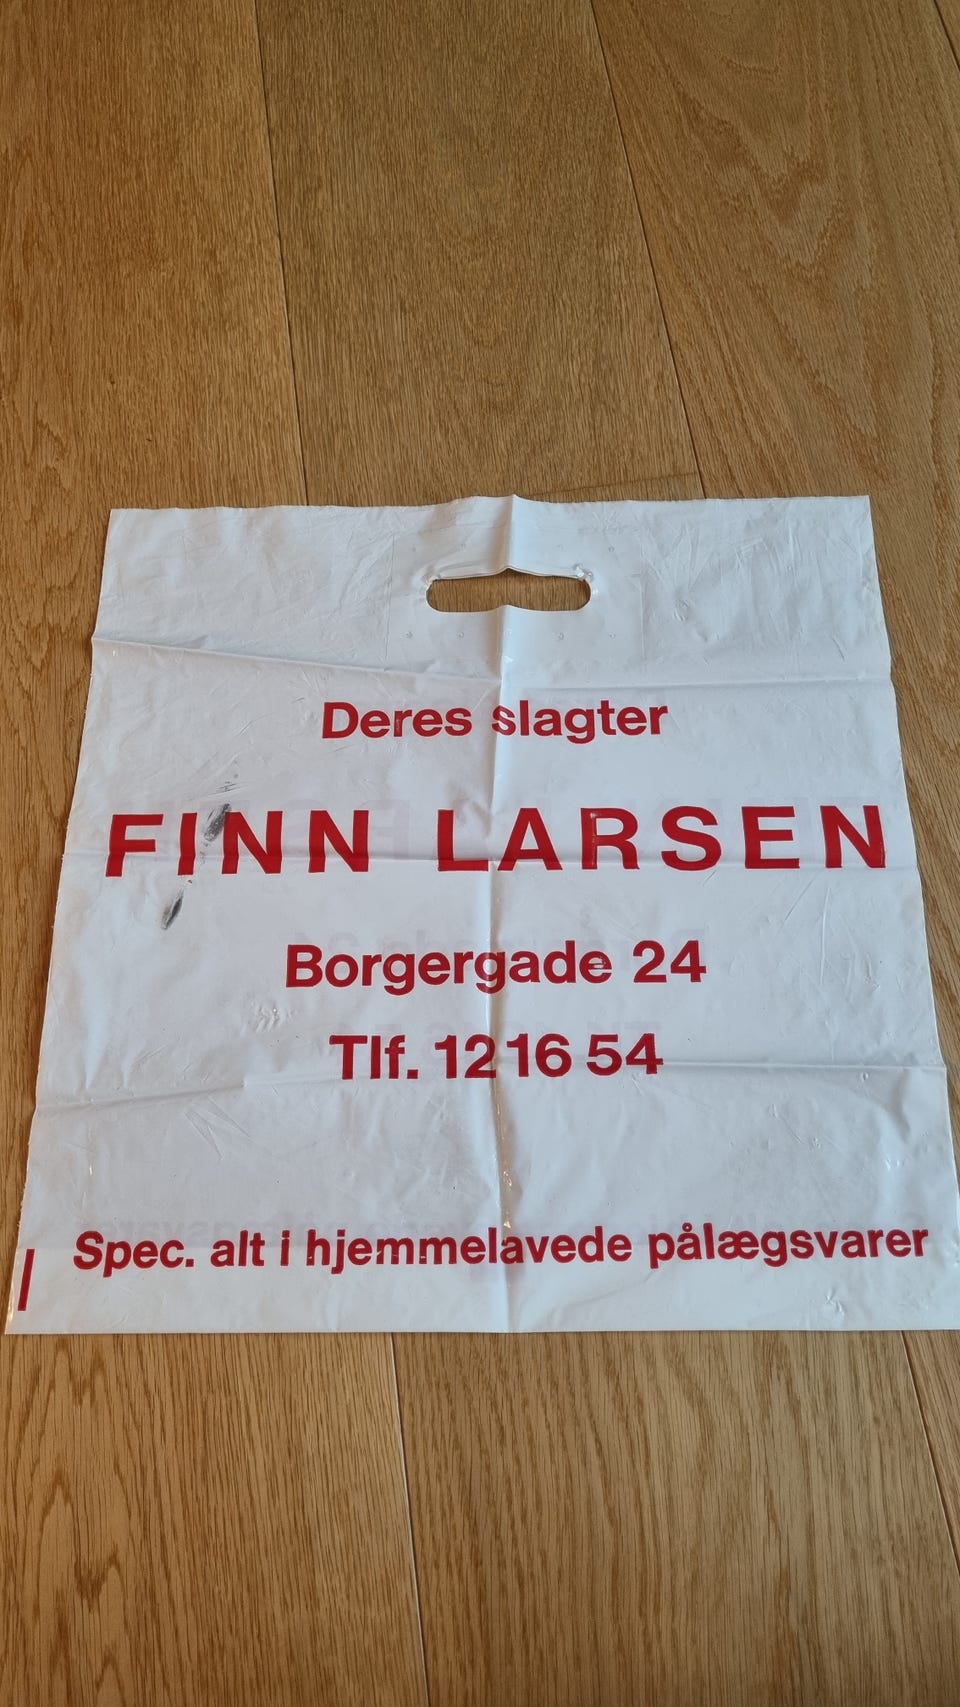 Deres slagter
FINN LARSEN
Borgergade 24
Tlf. 12 16 54
Spec. alt i hjemmelavede pålægsvarer